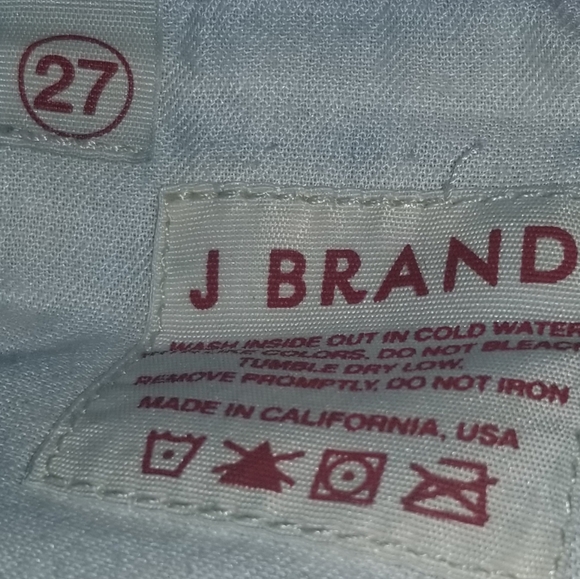 27
J BRAND
WASH INSIDE OUT IN COLD WATER
COLORS. DO NOT BLEACH
TUMBLE DRY LOW.
REMOVE PROMPTLY. DO NOT IRON
MADE IN CALIFORNIA, USA